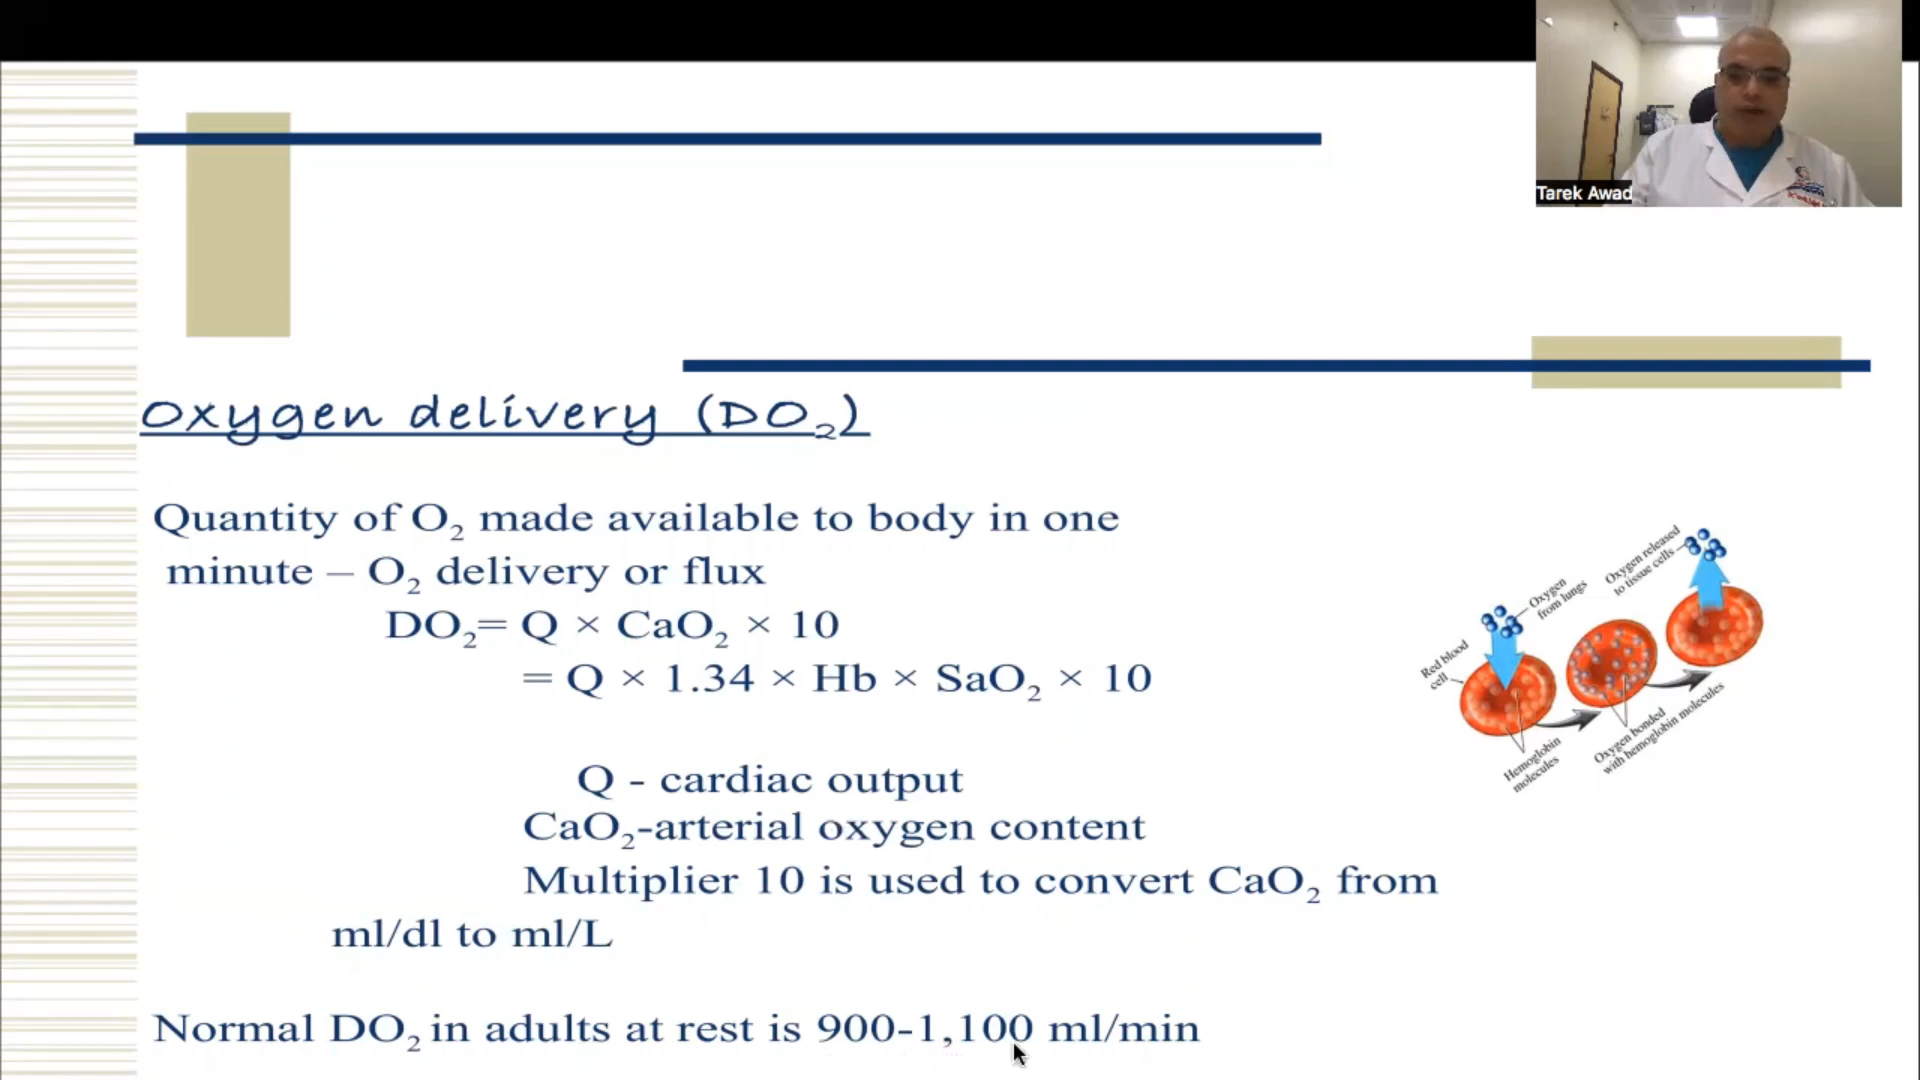 Tarek Awad
Oxygen delivery (DO₂)
Quantity of O₂ made available to body in one
minute – O₂ delivery or flux
DO₂= Q × CaO₂ × 10
= Q × 1.34 × Hb × SaO₂ × 10
Q - cardiac output
CaO₂-arterial oxygen content
Multiplier 10 is used to convert CaO₂ from
ml/dl to ml/L
Normal DO₂ in adults at rest is 900-1,100 ml/min
Red blood
cell
Oxygen
from lungs
Oxygen released
to tissue cells
Hemoglobin
molecules
Oxygen bonded
with hemoglobin molecules